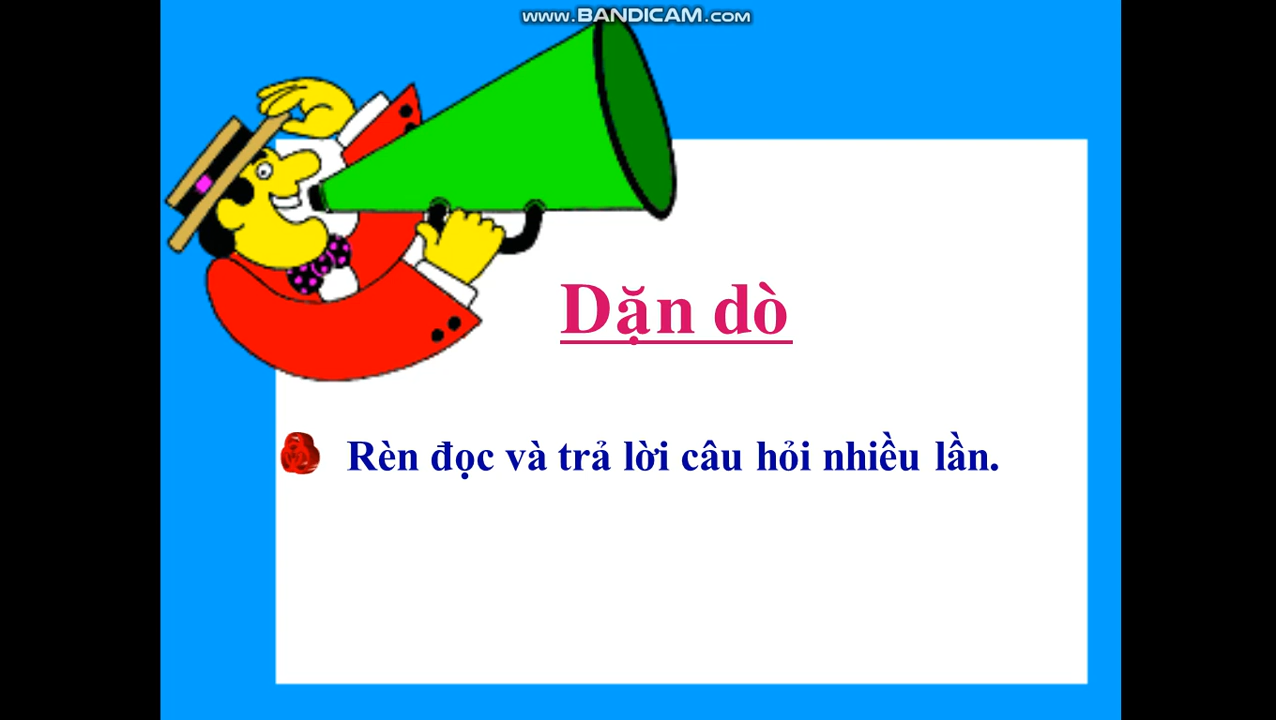 www.BANDICAM.com
Dặn dò
Rèn đọc và trả lời câu hỏi nhiều lần.